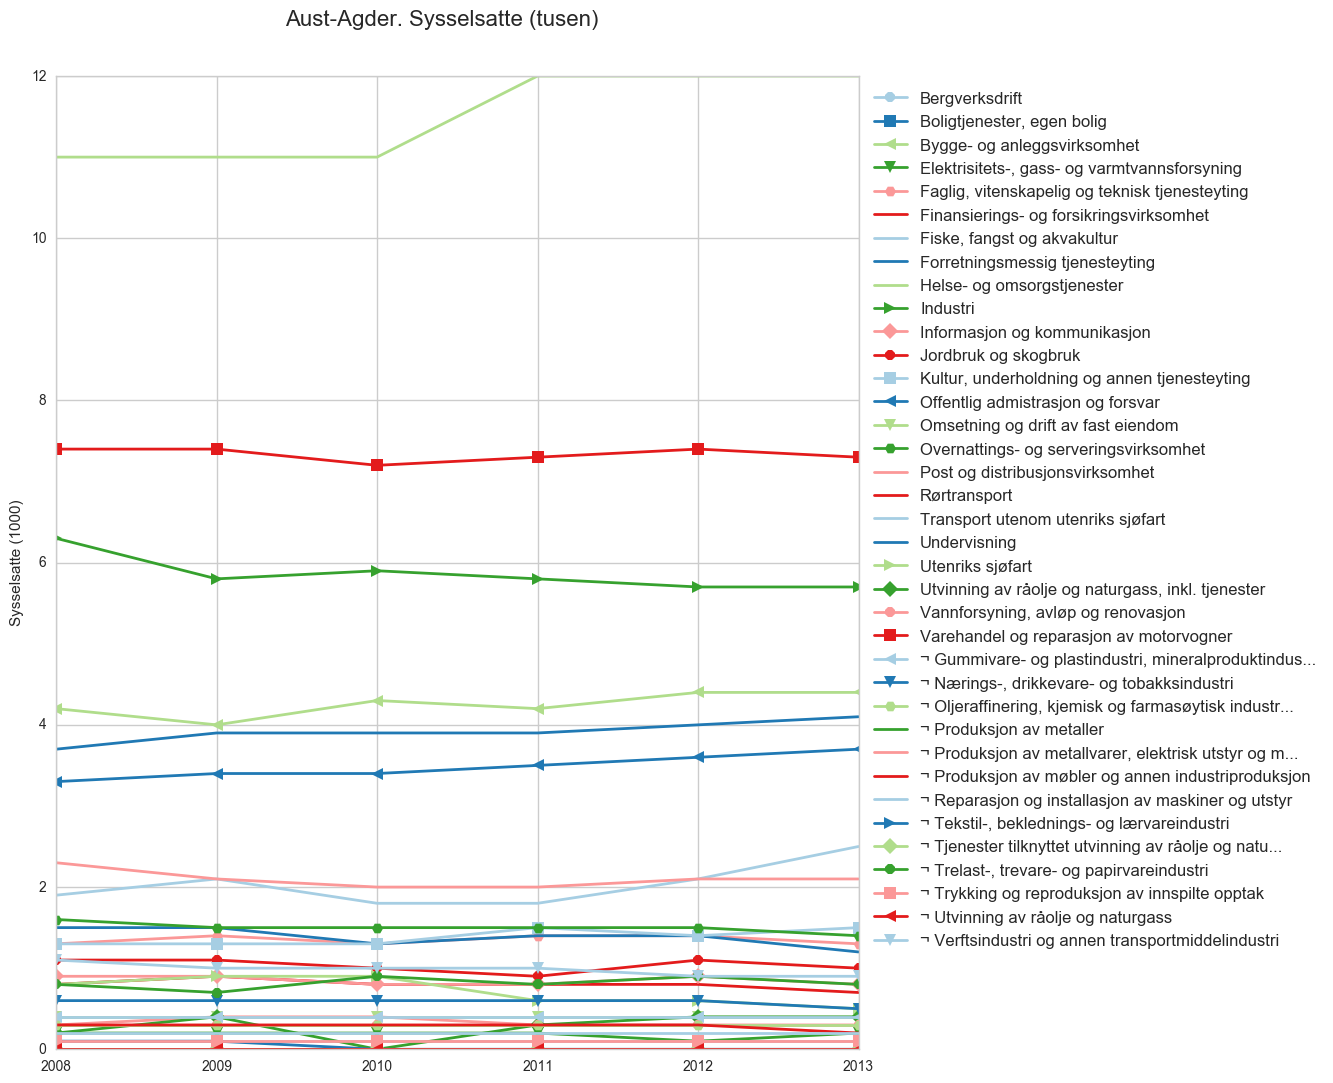 Aust-Agder. Sysselsatte (tusen)
12
10
8
6
4
2
0
Sysselsatte (1000)
2008 2009 2010 2011 2012 2013
Bergverksdrift
Boligtjenester, egen bolig
Bygge- og anleggsvirksomhet
Elektrisitets-, gass- og varmtvannsforsyning
Faglig, vitenskapelig og teknisk tjenesteyting
Finansierings- og forsikringsvirksomhet
Fiske, fangst og akvakultur
Forretningsmessig tjenesteyting
Helse- og omsorgstjenester
Industri
Informasjon og kommunikasjon
Jordbruk og skogbruk
Kultur, underholdning og annen tjenesteyting
Offentlig admistrasjon og forsvar
Omsetning og drift av fast eiendom
Overnattings- og serveringsvirksomhet
Post og distribusjonsvirksomhet
Rørtransport
Transport utenom utenriks sjøfart
Undervisning
Utenriks sjøfart
Utvinning av råolje og naturgass, inkl. tjenester
Vannforsyning, avløp og renovasjon
Varehandel og reparasjon av motorvogner
¬ Gummivare- og plastindustri, mineralproduktindus...
¬ Nærings-, drikkevare- og tobakksindustri
¬ Oljeraffinering, kjemisk og farmasøytisk industr...
¬ Produksjon av metaller
¬ Produksjon av metallvarer, elektrisk utstyr og m...
¬ Produksjon av møbler og annen industriproduksjon
¬ Reparasjon og installasjon av maskiner og utstyr
¬ Tekstil-, beklednings- og lærvareindustri
¬ Tjenester tilknyttet utvinning av råolje og natu...
¬ Trelast-, trevare- og papirvareindustri
¬ Trykking og reproduksjon av innspilte opptak
¬ Utvinning av råolje og naturgass
¬ Verftsindustri og annen transportmiddelindustri